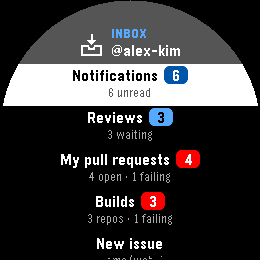 INBOX
@alex-kim
Notifications 6
6 unread
Reviews 3
3 waiting
My pull requests 4
4 open · 1 failing
Builds 3
3 repos · 1 failing
New issue